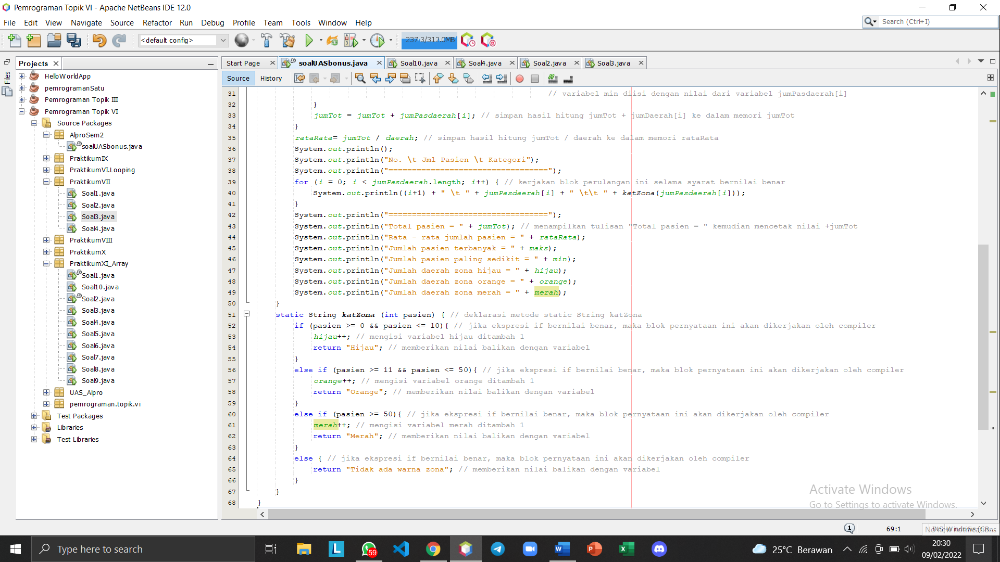 Pemrograman Topik VI - Apache NetBeans IDE 12.0
File Edit View Navigate Source Refactor Run Debug Profile Team Tools Window Help
Search (Ctrl+I)
<default config>
237.3/312.0MB
Files
Projects
Start Page soalUASbonus.java Soal10.java Soal4.java Soal2.java Soal3.java
Source History
HelloWorldApp
pemrogramanSatu
Pemrograman Topik III
Pemrograman Topik VI
Source Packages
AlproSem2
soalUASbonus.java
PraktikumIX
PraktikumVI.Looping
PraktikumVII
Soal1.java
Soal2.java
Soal3.java
Soal4.java
PraktikumVIII
PraktikumX
PraktikumXI_Array
Soal1.java
Soal10.java
Soal2.java
Soal3.java
Soal4.java
Soal5.java
Soal6.java
Soal7.java
Soal8.java
Soal9.java
UAS_Alpro
pemrograman.topik.vi
Test Packages
Libraries
Test Libraries
31 // variabel min diisi dengan nilai dari variabel jumPasdaerah[i]
32 }
33 jumTot = jumTot + jumPasdaerah[i]; // simpan hasil hitung jumTot + jumDaerah[i] ke dalam memori jumTot
34 }
35 rataRata= jumTot / daerah; // simpan hasil hitung jumTot / daerah ke dalam memori rataRata
36 System.out.println();
37 System.out.println("No. \t Jml Pasien \t Kategori");
38 System.out.println("==================================");
39 for (i = 0; i < jumPasdaerah.length; i++) { // kerjakan blok perulangan ini selama syarat bernilai benar
40 System.out.println((i+1) + " \t " + jumPasdaerah[i] + " \t\t " + katZona(jumPasdaerah[i]));
41 }
42 System.out.println("==================================");
43 System.out.println("Total pasien = " + jumTot); // menampilkan tulisan "Total pasien = " kemudian mencetak nilai +jumTot
44 System.out.println("Rata - rata jumlah pasien = " + rataRata);
45 System.out.println("Jumlah pasien terbanyak = " + maks);
46 System.out.println("Jumlah pasien paling sedikit = " + min);
47 System.out.println("Jumlah daerah zona hijau = " + hijau);
48 System.out.println("Jumlah daerah zona orange = " + orange);
49 System.out.println("Jumlah daerah zona merah = " + merah);
50 }
51 static String katZona (int pasien) { // deklarasi metode static String katZona
52 if (pasien >= 0 && pasien <= 10){ // jika ekspresi if bernilai benar, maka blok pernyataan ini akan dikerjakan oleh compiler
53 hijau++; // mengisi variabel hijau ditambah 1
54 return "Hijau"; // memberikan nilai balikan dengan variabel
55 }
56 else if (pasien >= 11 && pasien <= 50){ // jika ekspresi if bernilai benar, maka blok pernyataan ini akan dikerjakan oleh compiler
57 orange++; // mengisi variabel orange ditambah 1
58 return "Orange"; // memberikan nilai balikan dengan variabel
59 }
60 else if (pasien >= 50){ // jika ekspresi if bernilai benar, maka blok pernyataan ini akan dikerjakan oleh compiler
61 merah++; // mengisi variabel merah ditambah 1
62 return "Merah"; // memberikan nilai balikan dengan variabel
63 }
64 else { // jika ekspresi if bernilai benar, maka blok pernyataan ini akan dikerjakan oleh compiler
65 return "Tidak ada warna zona"; // memberikan nilai balikan dengan variabel
66 }
67 }
68 }
Activate Windows
Go to Settings to activate Windows.
1
69:1
INS Windows (CR...
No new notifications
Type here to search
59
25°C Berawan
20:30
09/02/2022